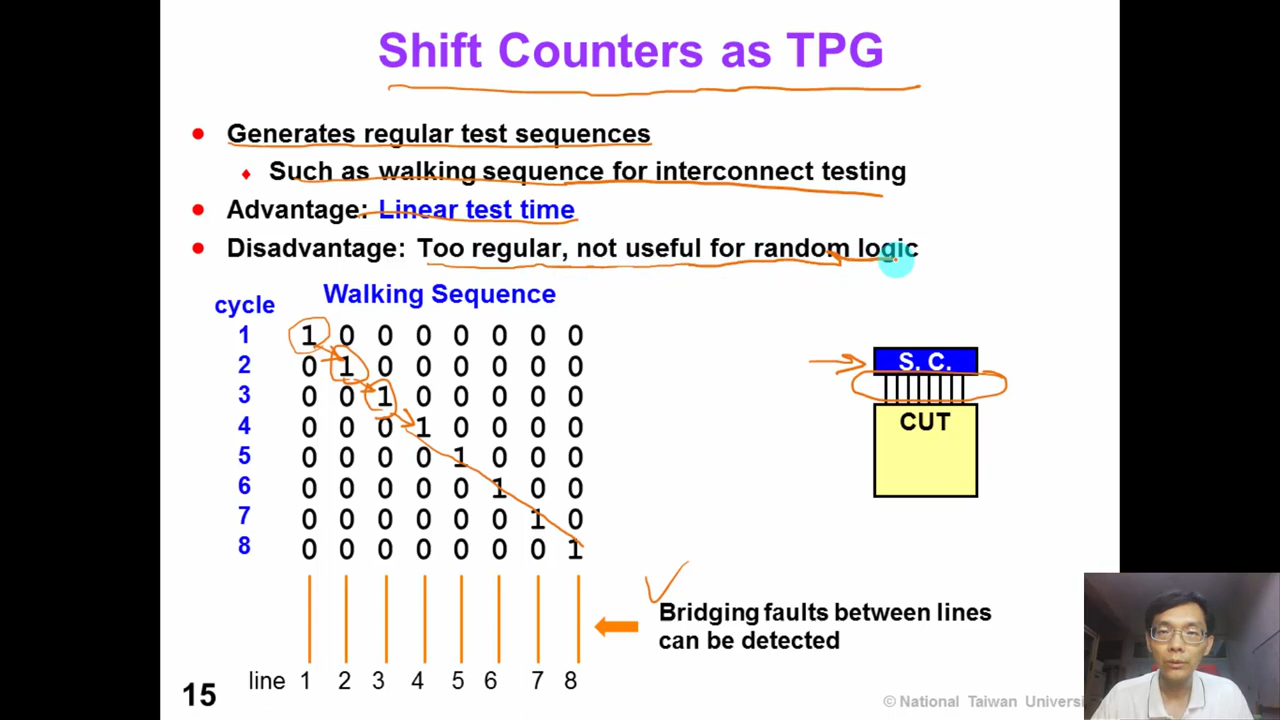 Shift Counters as TPG
Generates regular test sequences
Such as walking sequence for interconnect testing
Advantage: Linear test time
Disadvantage: Too regular, not useful for random logic
cycle Walking Sequence
1 1 0 0 0 0 0 0 0
2 0 1 0 0 0 0 0 0
3 0 0 1 0 0 0 0 0
4 0 0 0 1 0 0 0 0
5 0 0 0 0 1 0 0 0
6 0 0 0 0 0 1 0 0
7 0 0 0 0 0 0 1 0
8 0 0 0 0 0 0 0 1
S. C.
CUT
Bridging faults between lines
can be detected
line 1 2 3 4 5 6 7 8
15
© National Taiwan